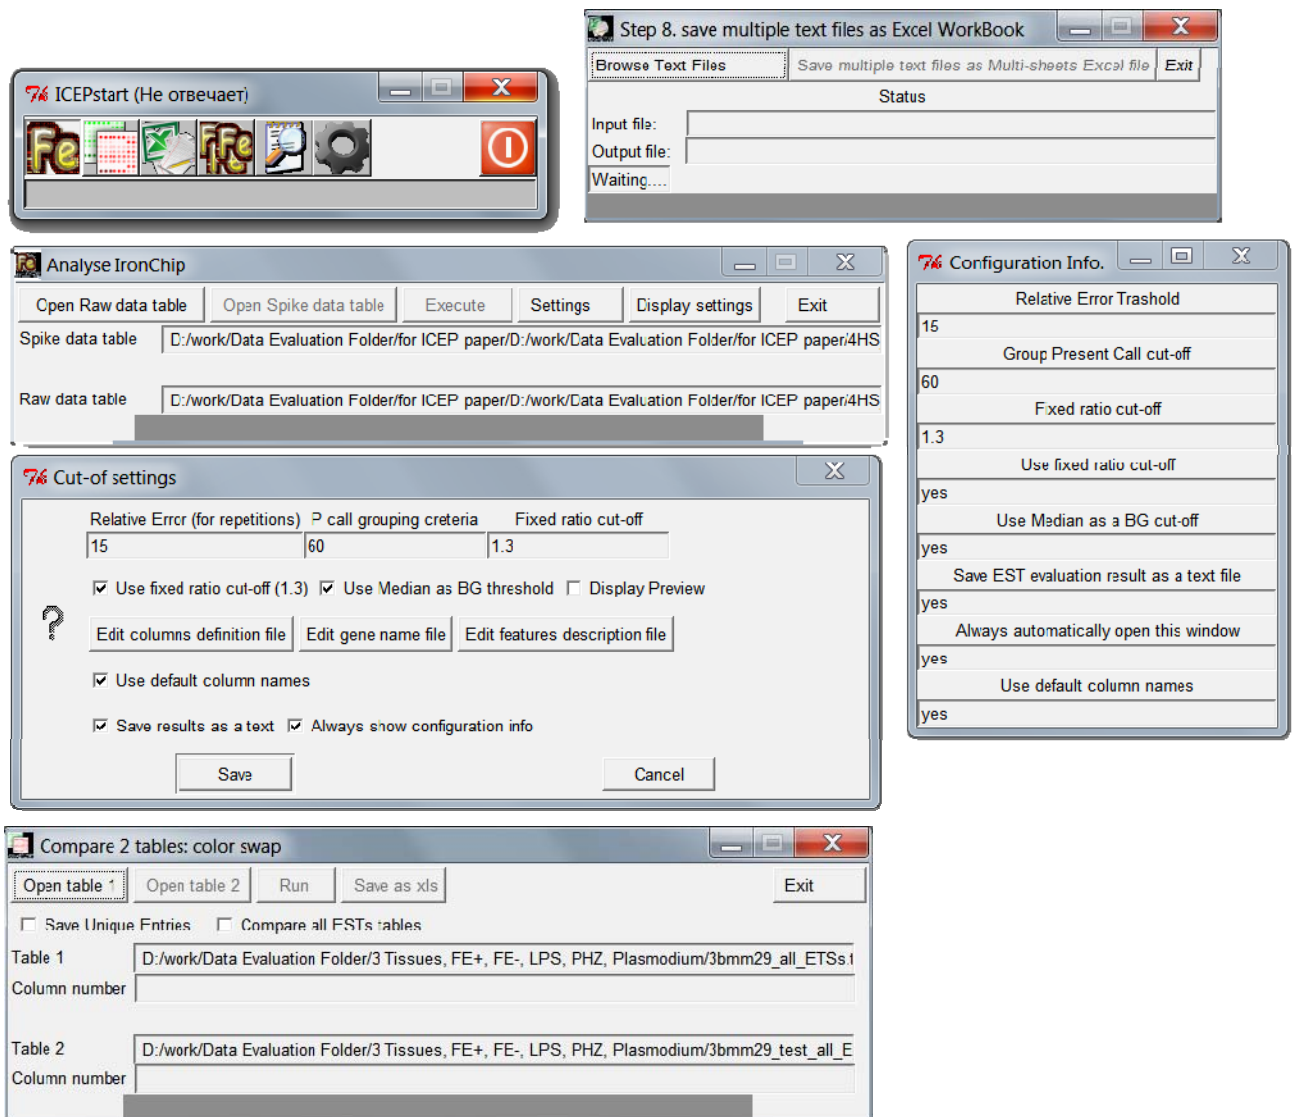 ICEPstart (Не отвечает)
Step 8. save multiple text files as Excel WorkBook
Browse Text Files Save multiple text files as Multi-sheets Excel file Exit
Status
Input file:
Output file:
Waiting....
Analyse IronChip
Open Raw data table Open Spike data table Execute Settings Display settings Exit
Spike data table D:/work/Data Evaluation Folder/for ICEP paper/D:/work/Data Evaluation Folder/for ICEP paper/4HS
Raw data table D:/work/Data Evaluation Folder/for ICEP paper/D:/work/Data Evaluation Folder/for ICEP paper/4HS
Configuration Info.
Relative Error Trashold
15
Group Present Call cut-off
60
Fixed ratio cut-off
1.3
Use fixed ratio cut-off
yes
Use Median as a BG cut-off
yes
Save EST evaluation result as a text file
yes
Always automatically open this window
yes
Use default column names
yes
Cut-of settings
Relative Error (for repetitions) P call grouping creteria Fixed ratio cut-off
15 60 1.3
Use fixed ratio cut-off (1.3) Use Median as BG threshold Display Preview
Edit columns definition file Edit gene name file Edit features description file
Use default column names
Save results as a text Always show configuration info
Save Cancel
Compare 2 tables: color swap
Open table 1 Open table 2 Run Save as xls Exit
Save Unique Entries Compare all ESTs tables
Table 1 D:/work/Data Evaluation Folder/3 Tissues, FE+, FE-, LPS, PHZ, Plasmodium/3bmm29_all_ETSs.t
Column number
Table 2 D:/work/Data Evaluation Folder/3 Tissues, FE+, FE-, LPS, PHZ, Plasmodium/3bmm29_test_all_E
Column number